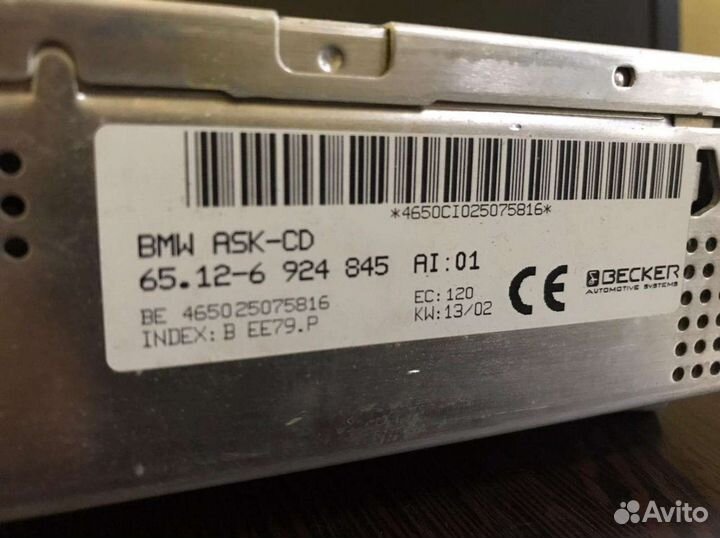 *4650CI025075816*
BMW ASK-CD
65.12-6 924 845 AI:01
BE 465025075816
INDEX: B EE79.P
EC: 120
KW: 13/02
CE
BECKER
AUTOMOTIVE SYSTEMS
Avito